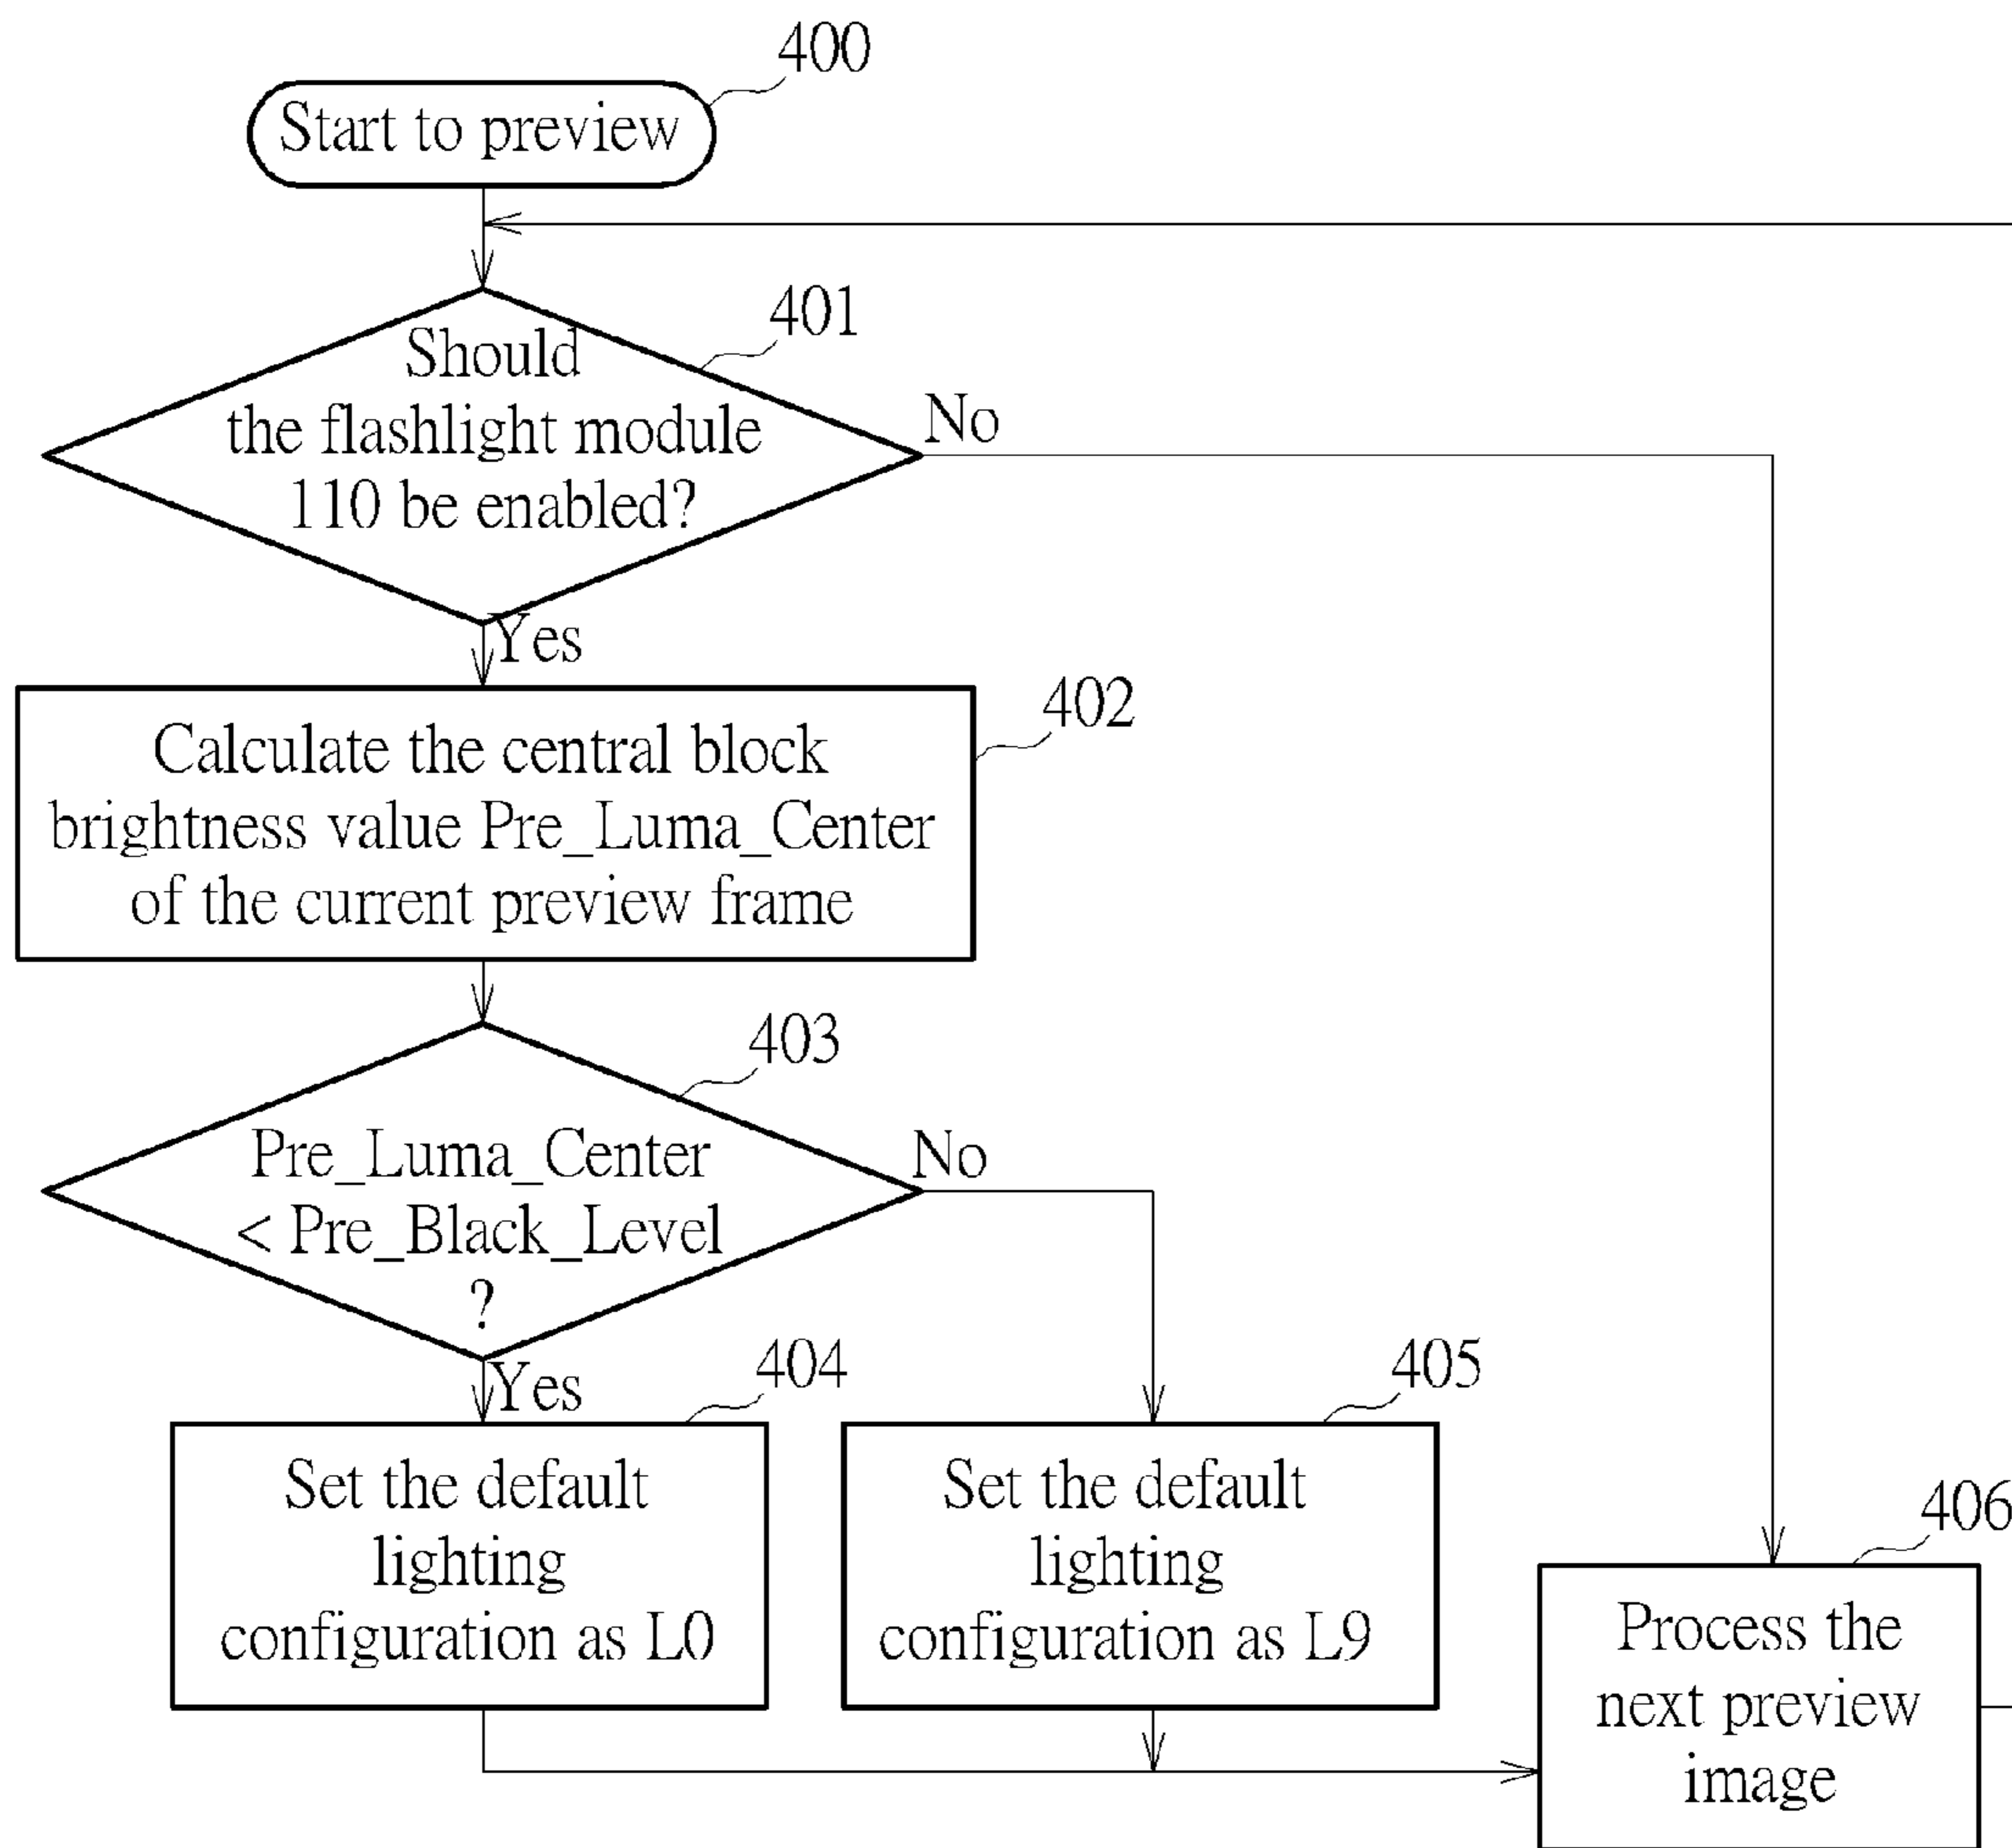 400
Start to preview
401
Should
the flashlight module
110 be enabled?
No
Yes
402
Calculate the central block
brightness value Pre_Luma_Center
of the current preview frame
403
Pre_Luma_Center
< Pre_Black_Level
?
No
Yes
404
Set the default
lighting
configuration as L0
405
Set the default
lighting
configuration as L9
406
Process the
next preview
image